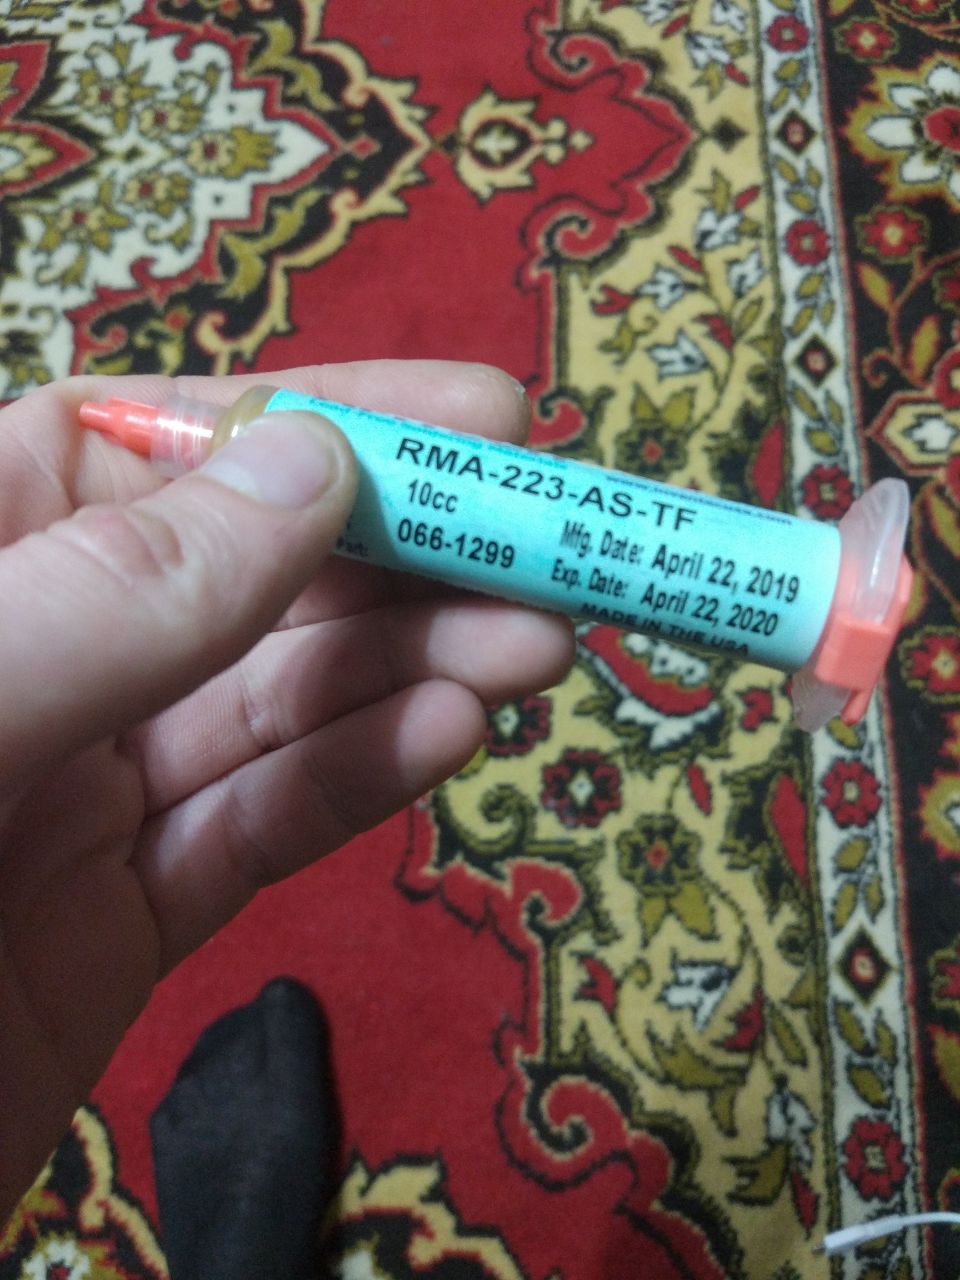 RMA-223-AS-TF
10cc
066-1299
Mfg. Date: April 22, 2019
Exp. Date: April 22, 2020
MADE IN THE USA